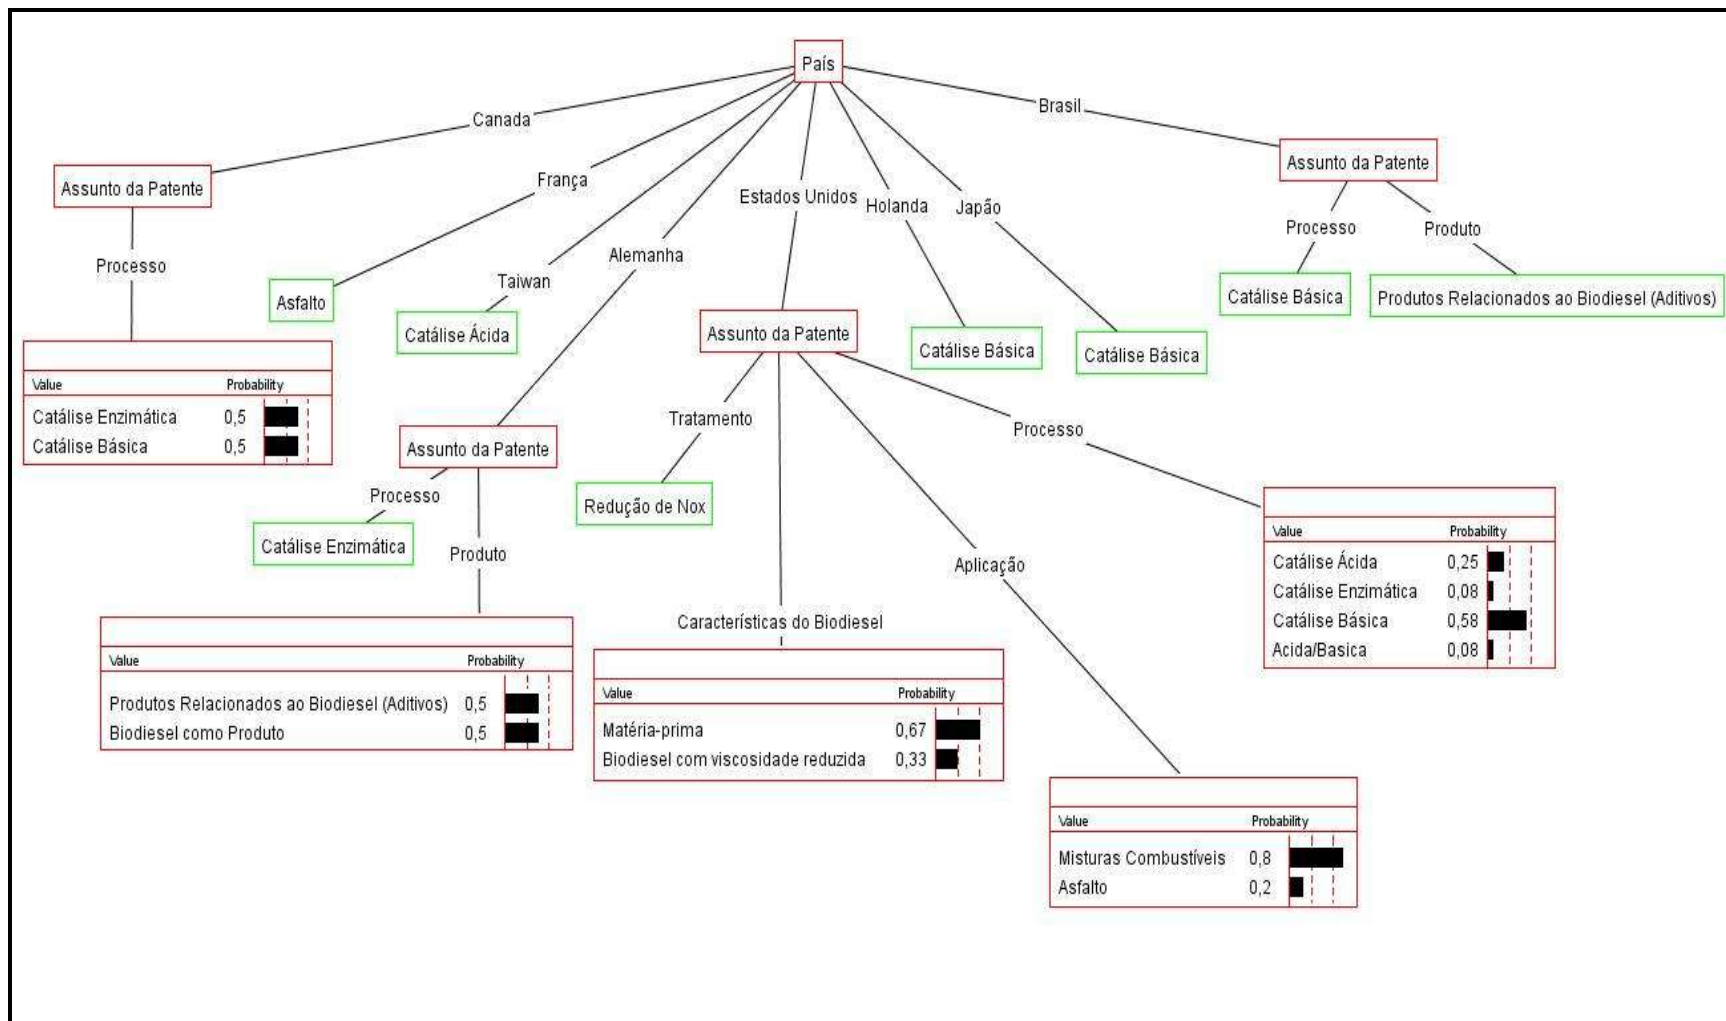 País
Canada
Brasil
Assunto da Patente
Assunto da Patente
França
Estados Unidos
Holanda
Japão
Processo
Produto
Processo
Alemanha
Taiwan
Asfalto
Catálise Básica
Produtos Relacionados ao Biodiesel (Aditivos)
Catálise Ácida
Assunto da Patente
Catálise Básica
Catálise Básica
Value Probability
Catálise Enzimática 0,5
Catálise Básica 0,5
Tratamento
Processo
Assunto da Patente
Processo
Redução de Nox
Catálise Enzimática
Produto
Aplicação
Value Probability
Catálise Ácida 0,25
Catálise Enzimática 0,08
Catálise Básica 0,58
Acida/Basica 0,08
Características do Biodiesel
Value Probability
Produtos Relacionados ao Biodiesel (Aditivos) 0,5
Biodiesel como Produto 0,5
Value Probability
Matéria-prima 0,67
Biodiesel com viscosidade reduzida 0,33
Value Probability
Misturas Combustíveis 0,8
Asfalto 0,2